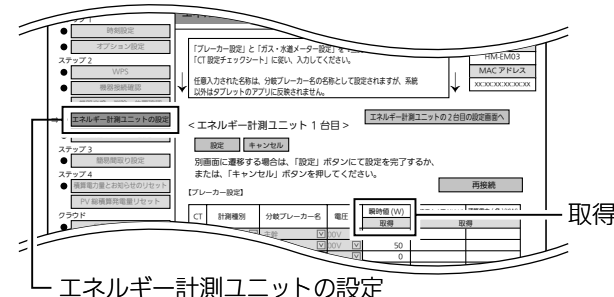 時刻設定
オプション設定
ステップ 2
WPS
機器接続確認
エネルギー計測ユニットの設定
ステップ 3
簡易間取り設定
ステップ 4
積算電力量とお知らせのリセット
PV 総積算発電量リセット
クラウド
「ブレーカー設定」と「ガス・水道メーター設定」を
「CT 設定チェックシート」に従い、入力してください。
任意入力された名称は、分岐ブレーカー名の名称として設定されますが、系統
以外はタブレットのアプリに反映されません。
HM-EM03
MAC アドレス
XX:XX:XX:XX:XX:XX
＜エネルギー計測ユニット 1 台目＞
エネルギー計測ユニットの 2 台目の設定画面へ
設定 キャンセル
別画面に遷移する場合は、「設定」ボタンにて設定を完了するか、
または、「キャンセル」ボタンを押してください。
再接続
【ブレーカー設定】
CT 計測種別 分岐ブレーカー名 電圧 瞬時値 (W)
取得 取得
主幹 00V
00V 50
0
取得
エネルギー計測ユニットの設定